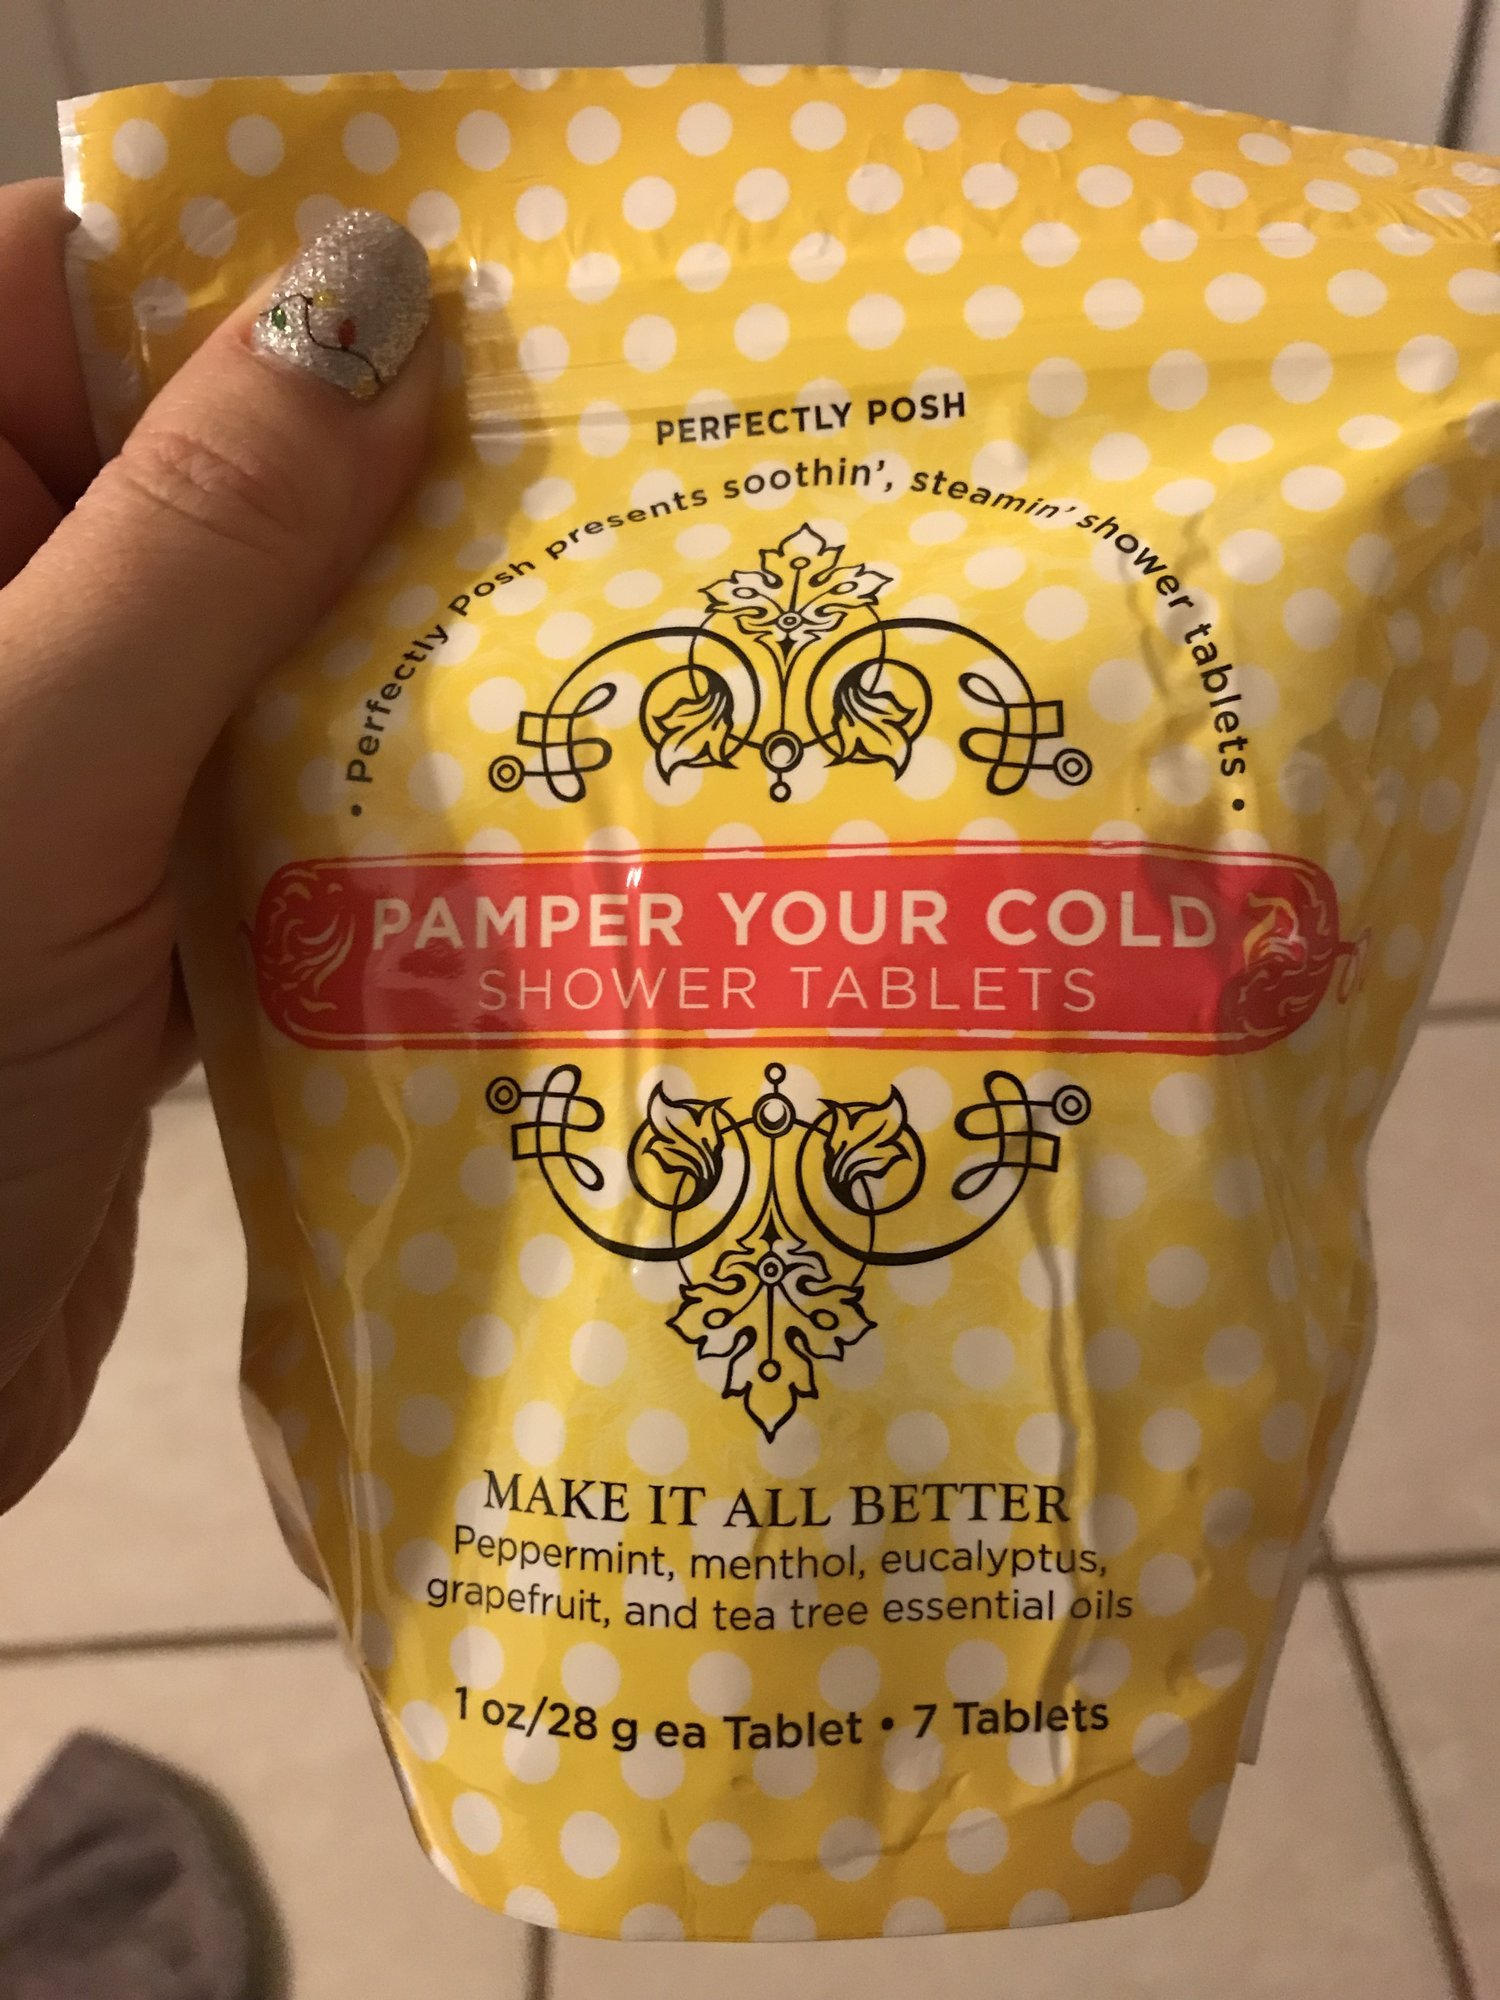 PERFECTLY POSH
• Perfectly Posh presents soothin', steamin' shower tablets •
PAMPER YOUR COLD
SHOWER TABLETS
MAKE IT ALL BETTER
Peppermint, menthol, eucalyptus,
grapefruit, and tea tree essential oils
1 oz/28 g ea Tablet • 7 Tablets